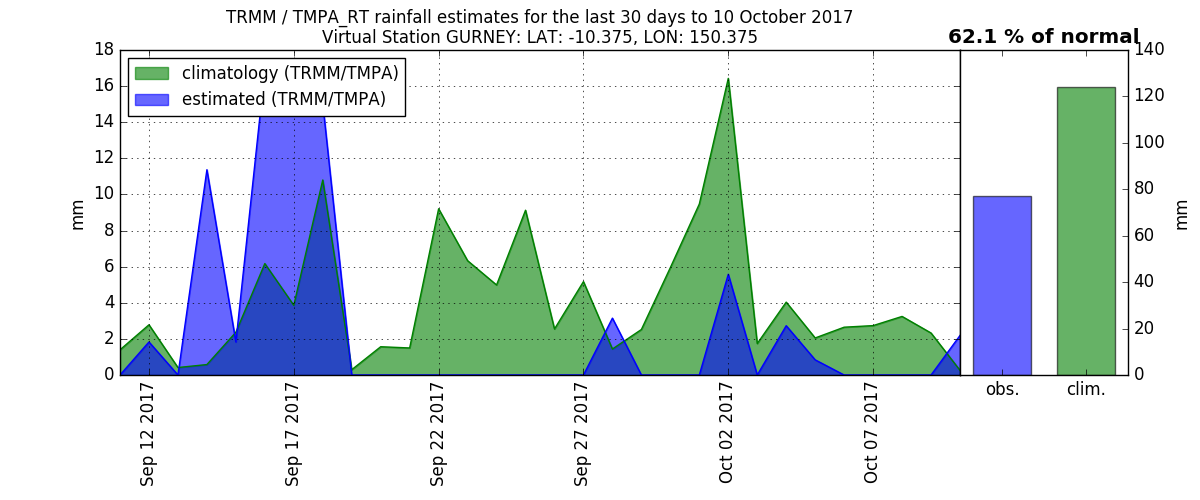 TRMM / TMPA_RT rainfall estimates for the last 30 days to 10 October 2017
Virtual Station GURNEY: LAT: -10.375, LON: 150.375
62.1 % of normal
climatology (TRMM/TMPA)
estimated (TRMM/TMPA)
18
16
14
12
10
8
6
4
2
0
mm
Sep 12 2017
Sep 17 2017
Sep 22 2017
Sep 27 2017
Oct 02 2017
Oct 07 2017
140
120
100
80
60
40
20
0
mm
obs.
clim.